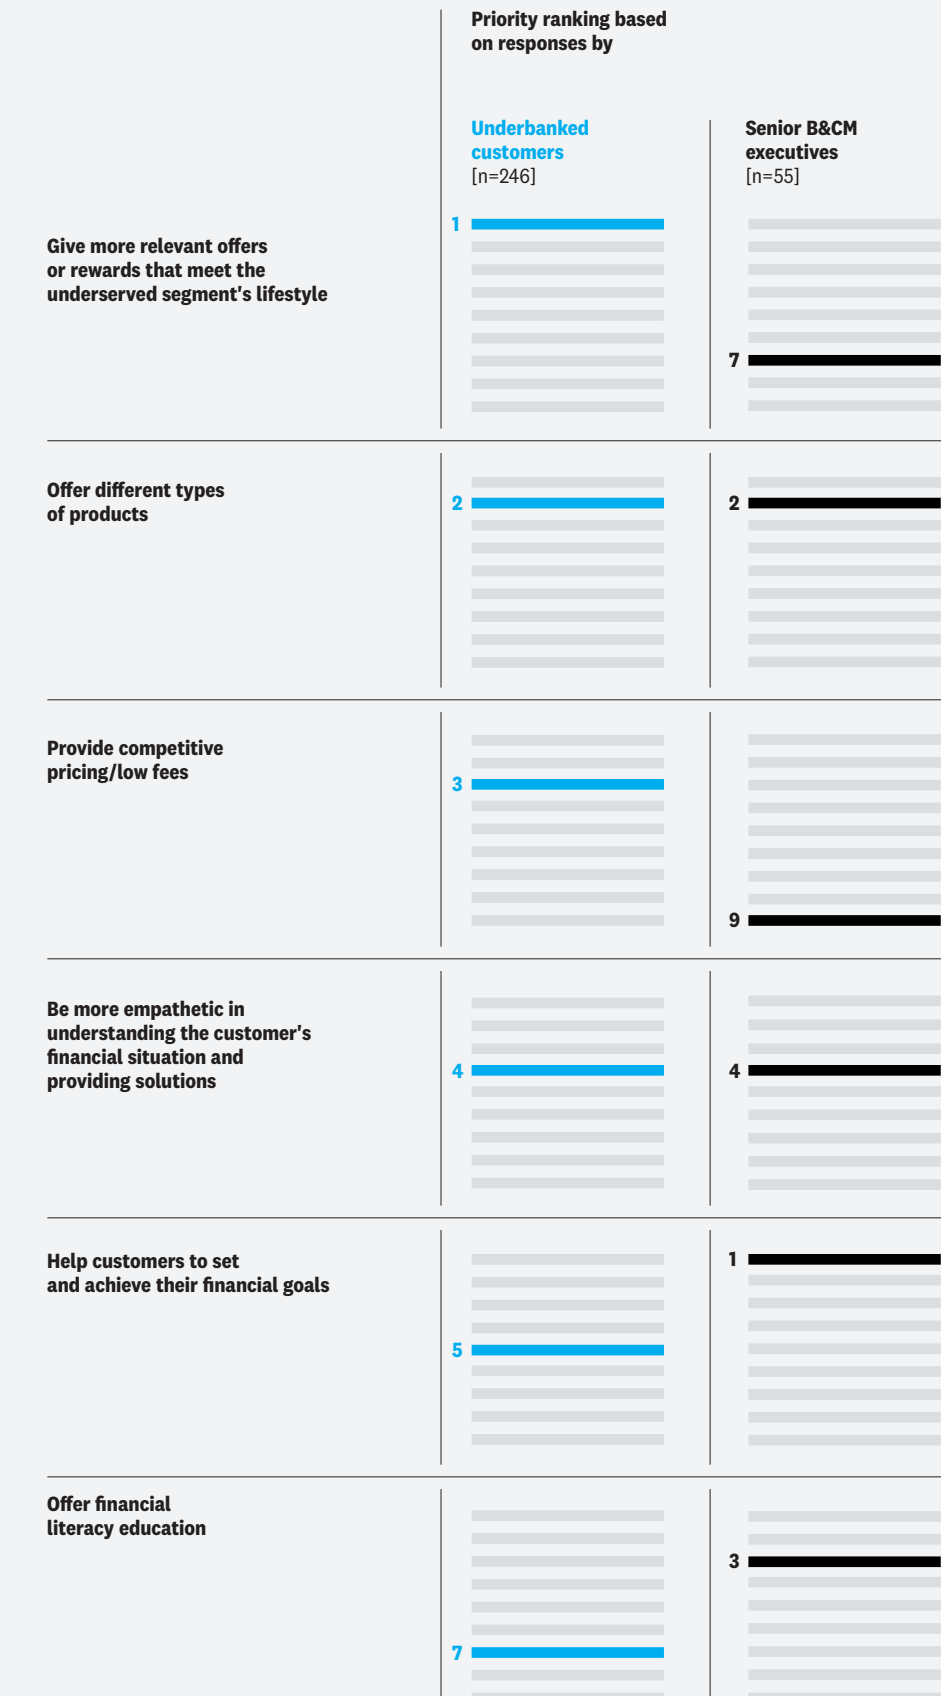 Priority ranking based
on responses by
Underbanked
customers
[n=246]
Senior B&CM
executives
[n=55]
Give more relevant offers
or rewards that meet the
underserved segment's lifestyle
1
7
Offer different types
of products
2
2
Provide competitive
pricing/low fees
3
9
Be more empathetic in
understanding the customer's
financial situation and
providing solutions
4
4
Help customers to set
and achieve their financial goals
5
1
Offer financial
literacy education
7
3